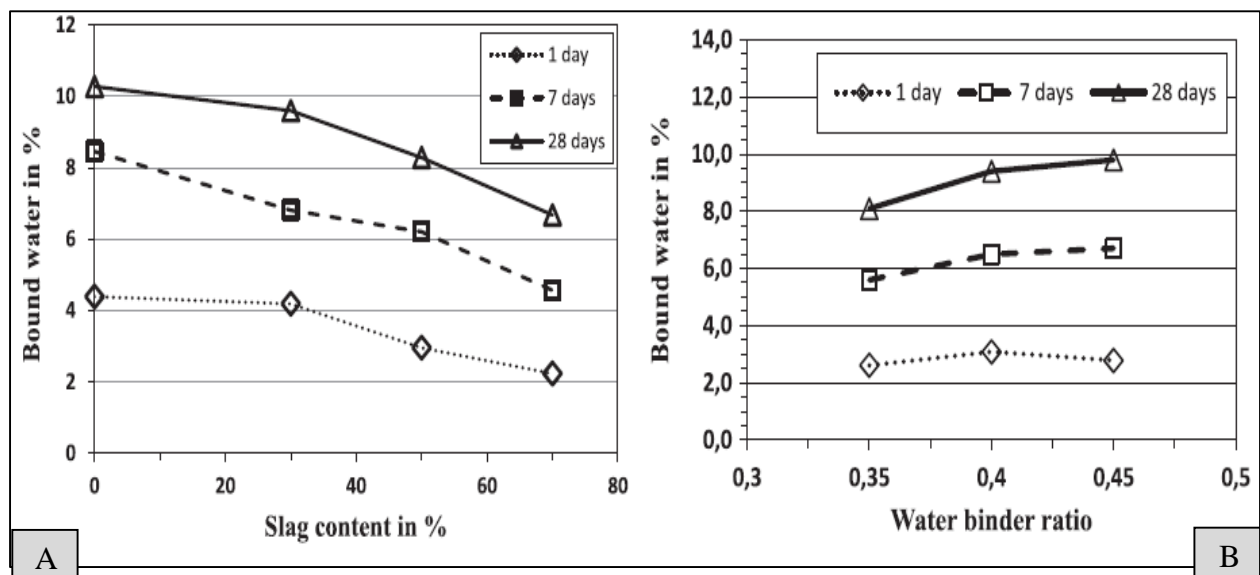 12
10
8
6
4
2
0
0
20
40
60
80
Bound water in %
Slag content in %
1 day
7 days
28 days
A
14,0
12,0
10,0
8,0
6,0
4,0
2,0
0,0
0,3
0,35
0,4
0,45
0,5
Bound water in %
Water binder ratio
1 day 7 days 28 days
B